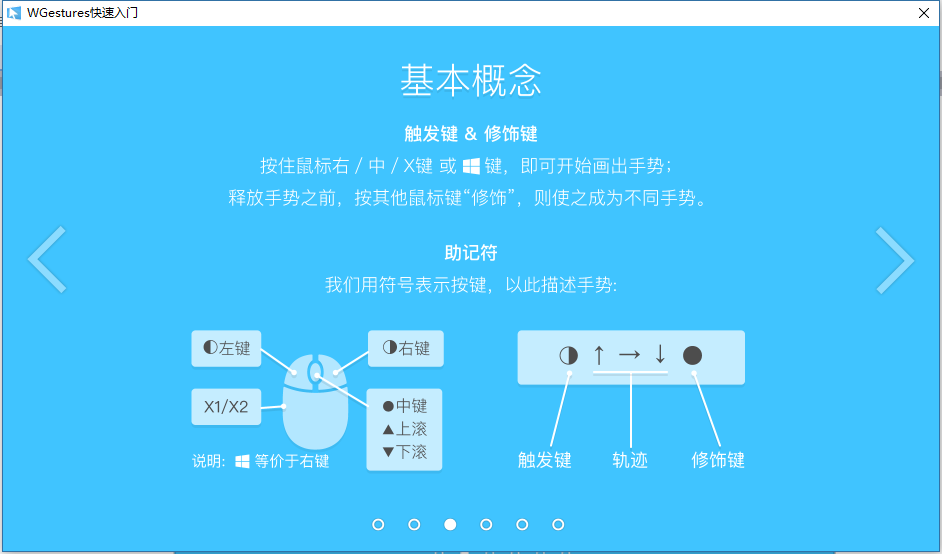 WGestures快速入门
基本概念
触发键 & 修饰键
按住鼠标右 / 中 / X键 或 键，即可开始画出手势；
释放手势之前，按其他鼠标键“修饰”，则使之成为不同手势。
助记符
我们用符号表示按键，以此描述手势:
◐左键
◑右键
X1/X2
●中键
▲上滚
▼下滚
说明: 等价于右键
◑ ↑ → ↓ ●
触发键 轨迹 修饰键